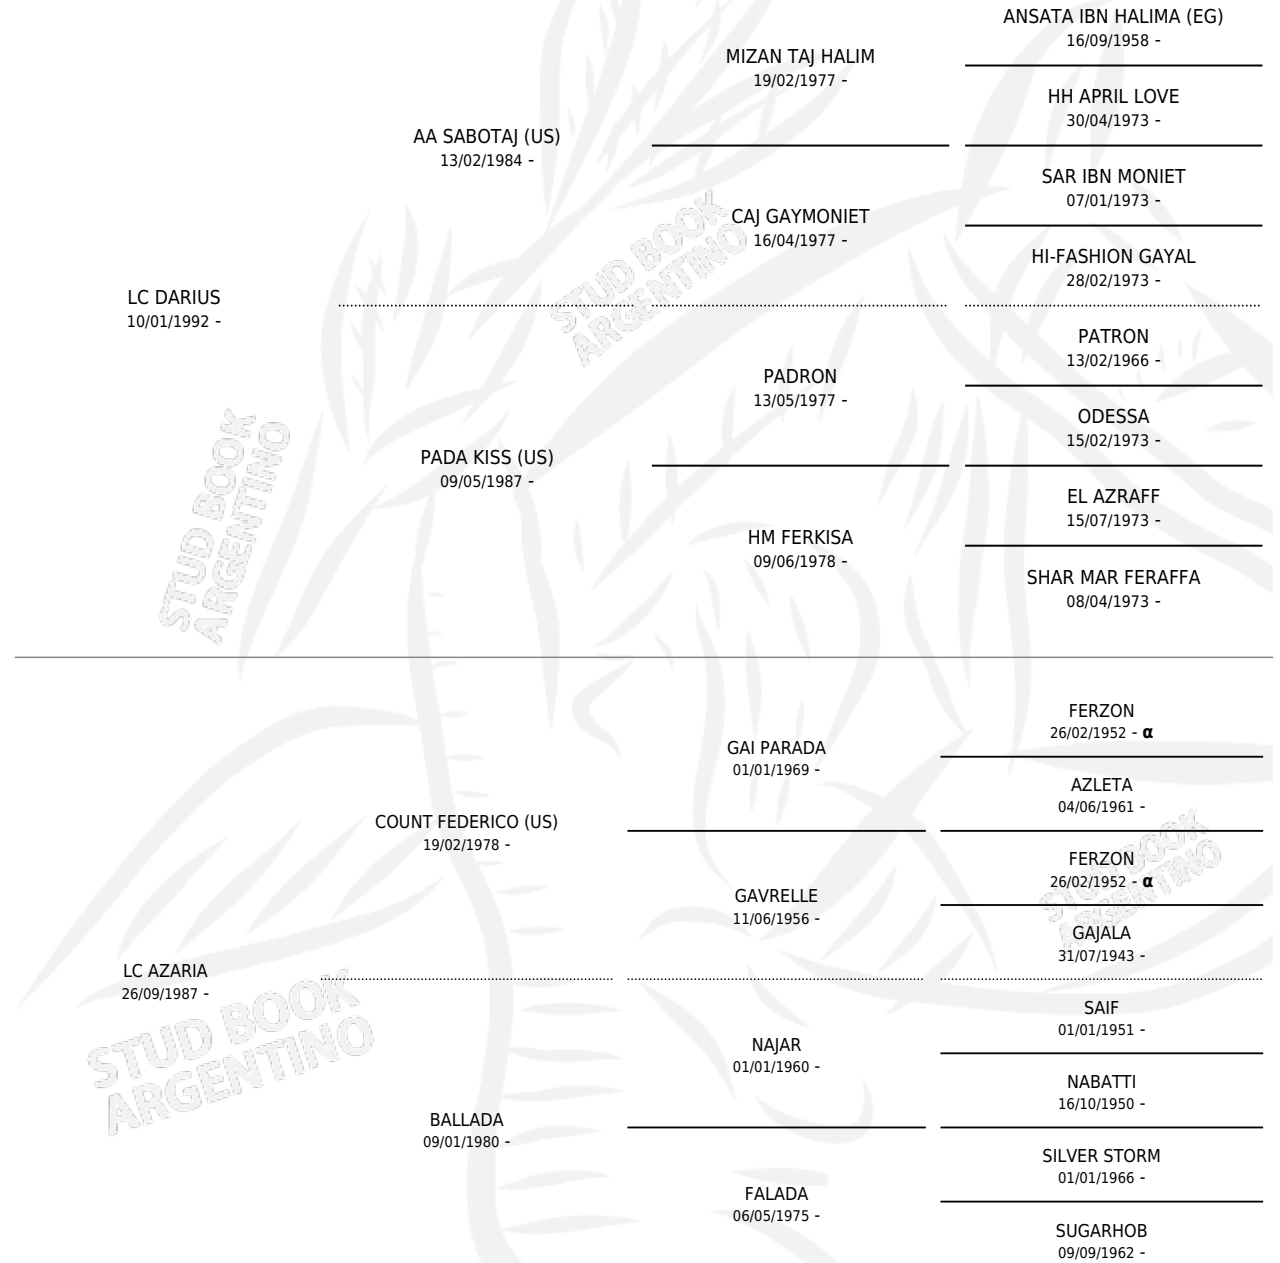 ANSATA IBN HALIMA (EG)
16/09/1958 -
MIZAN TAJ HALIM
19/02/1977 -
HH APRIL LOVE
30/04/1973 -
AA SABOTAJ (US)
13/02/1984 -
SAR IBN MONIET
07/01/1973 -
CAJ GAYMONIET
16/04/1977 -
HI-FASHION GAYAL
28/02/1973 -
LC DARIUS
10/01/1992 -
PATRON
13/02/1966 -
PADRON
13/05/1977 -
ODESSA
15/02/1973 -
PADA KISS (US)
09/05/1987 -
EL AZRAFF
15/07/1973 -
HM FERKISA
09/06/1978 -
SHAR MAR FERAFFA
08/04/1973 -
FERZON
26/02/1952 - α
GAI PARADA
01/01/1969 -
AZLETA
04/06/1961 -
COUNT FEDERICO (US)
19/02/1978 -
FERZON
26/02/1952 - α
GAVRELLE
11/06/1956 -
GAJALA
31/07/1943 -
LC AZARIA
26/09/1987 -
SAIF
01/01/1951 -
NAJAR
01/01/1960 -
NABATTI
16/10/1950 -
BALLADA
09/01/1980 -
SILVER STORM
01/01/1966 -
FALADA
06/05/1975 -
SUGARHOB
09/09/1962 -
STUD BOOK
ARGENTINO
STUD BOOK
ARGENTINO
STUD BOOK
ARGENTINO
STUD BOOK
ARGENTINO